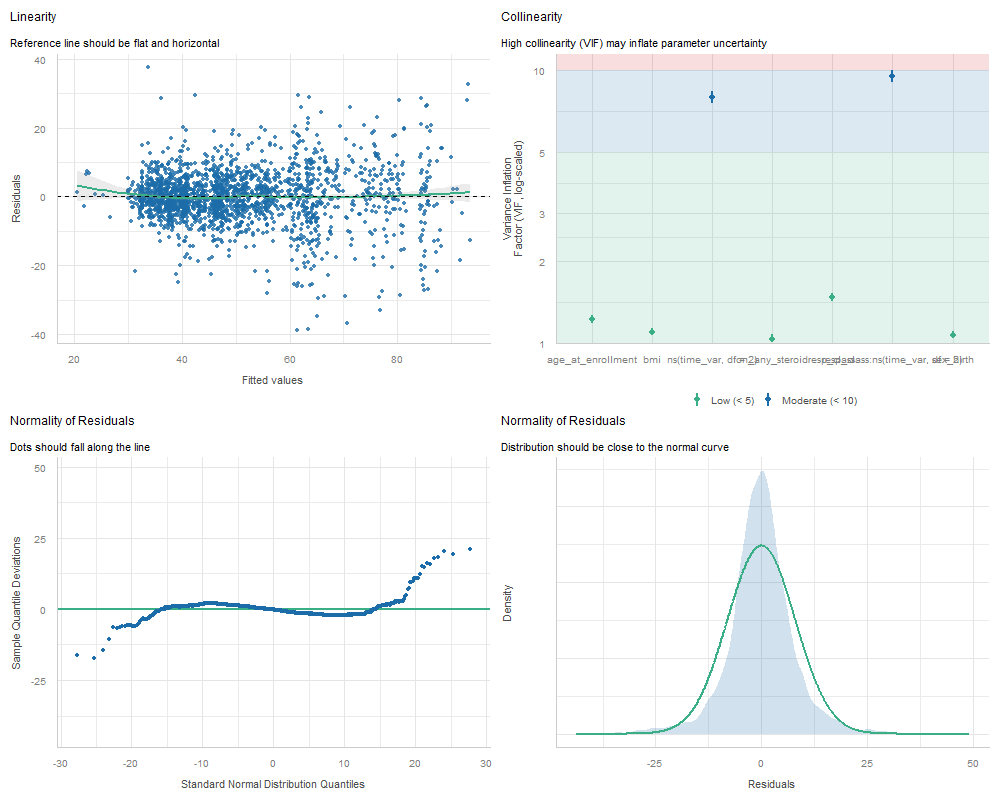 Linearity
Reference line should be flat and horizontal
40
20
0
-20
-40
Residuals
20
40
60
80
Fitted values
Collinearity
High collinearity (VIF) may inflate parameter uncertainty
10
5
3
2
1
Variance Inflation
Factor (VIF, log-scaled)
age_at_enrollment bmi ns(time_var, df = 2)
Low (< 5)
Moderate (< 10)
Normality of Residuals
Dots should fall along the line
50
25
0
-25
Sample Quantile Deviations
-30
-20
-10
0
10
20
30
Standard Normal Distribution Quantiles
Normality of Residuals
Distribution should be close to the normal curve
Density
-25
0
25
50
Residuals